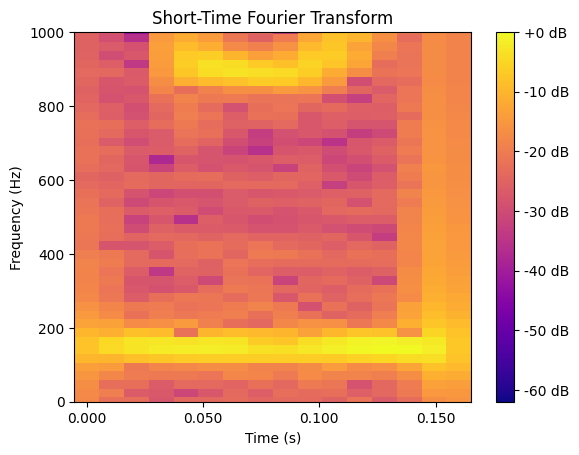 Short-Time Fourier Transform
1000
800
600
400
200
0
Frequency (Hz)
0.000
0.050
0.100
0.150
Time (s)
+0 dB
-10 dB
-20 dB
-30 dB
-40 dB
-50 dB
-60 dB